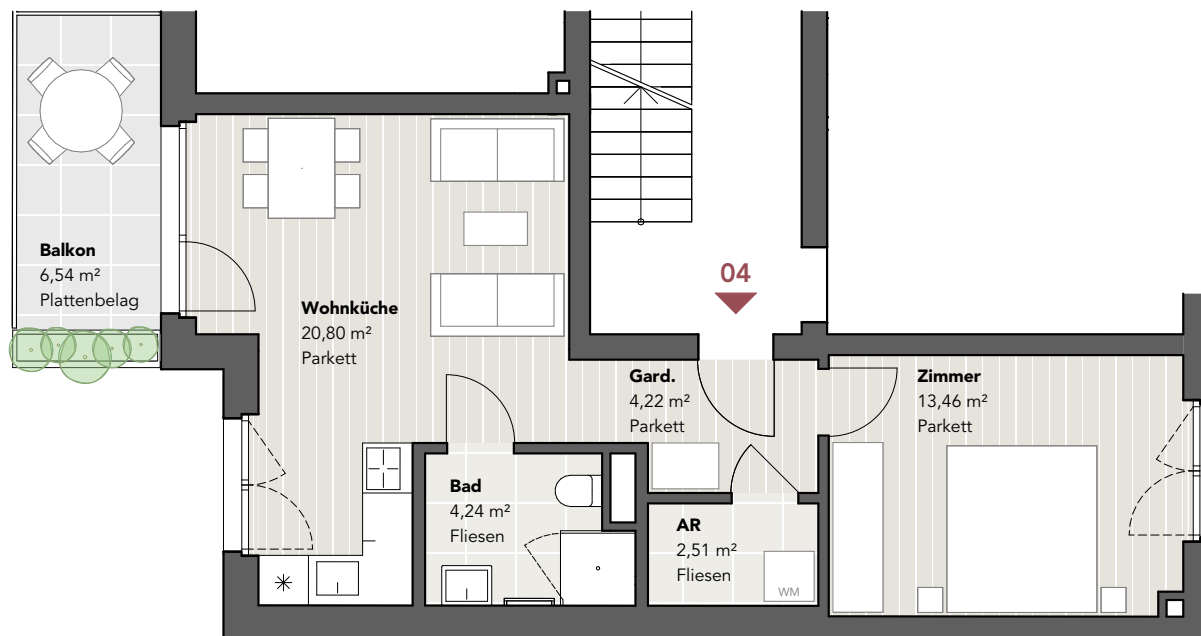 04
Balkon
6,54 m²
Plattenbelag
Wohnküche
20,80 m²
Parkett
Gard.
4,22 m²
Parkett
Zimmer
13,46 m²
Parkett
Bad
4,24 m²
Fliesen
AR
2,51 m²
Fliesen
WM